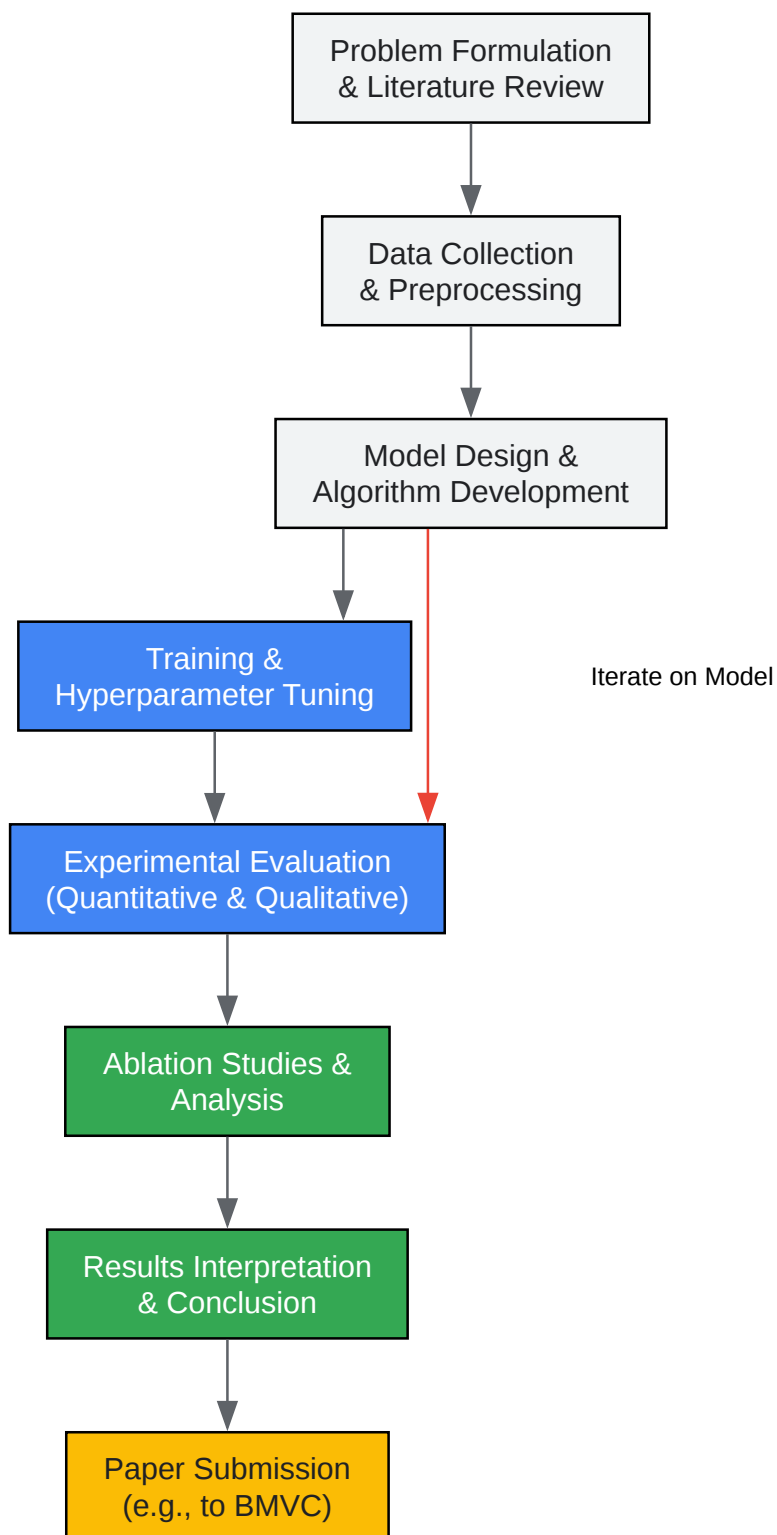 Problem Formulation
& Literature Review
Data Collection
& Preprocessing
Model Design &
Algorithm Development
Training &
Hyperparameter Tuning
Iterate on Model
Experimental Evaluation
(Quantitative & Qualitative)
Ablation Studies &
Analysis
Results Interpretation
& Conclusion
Paper Submission
(e.g., to BMVC)